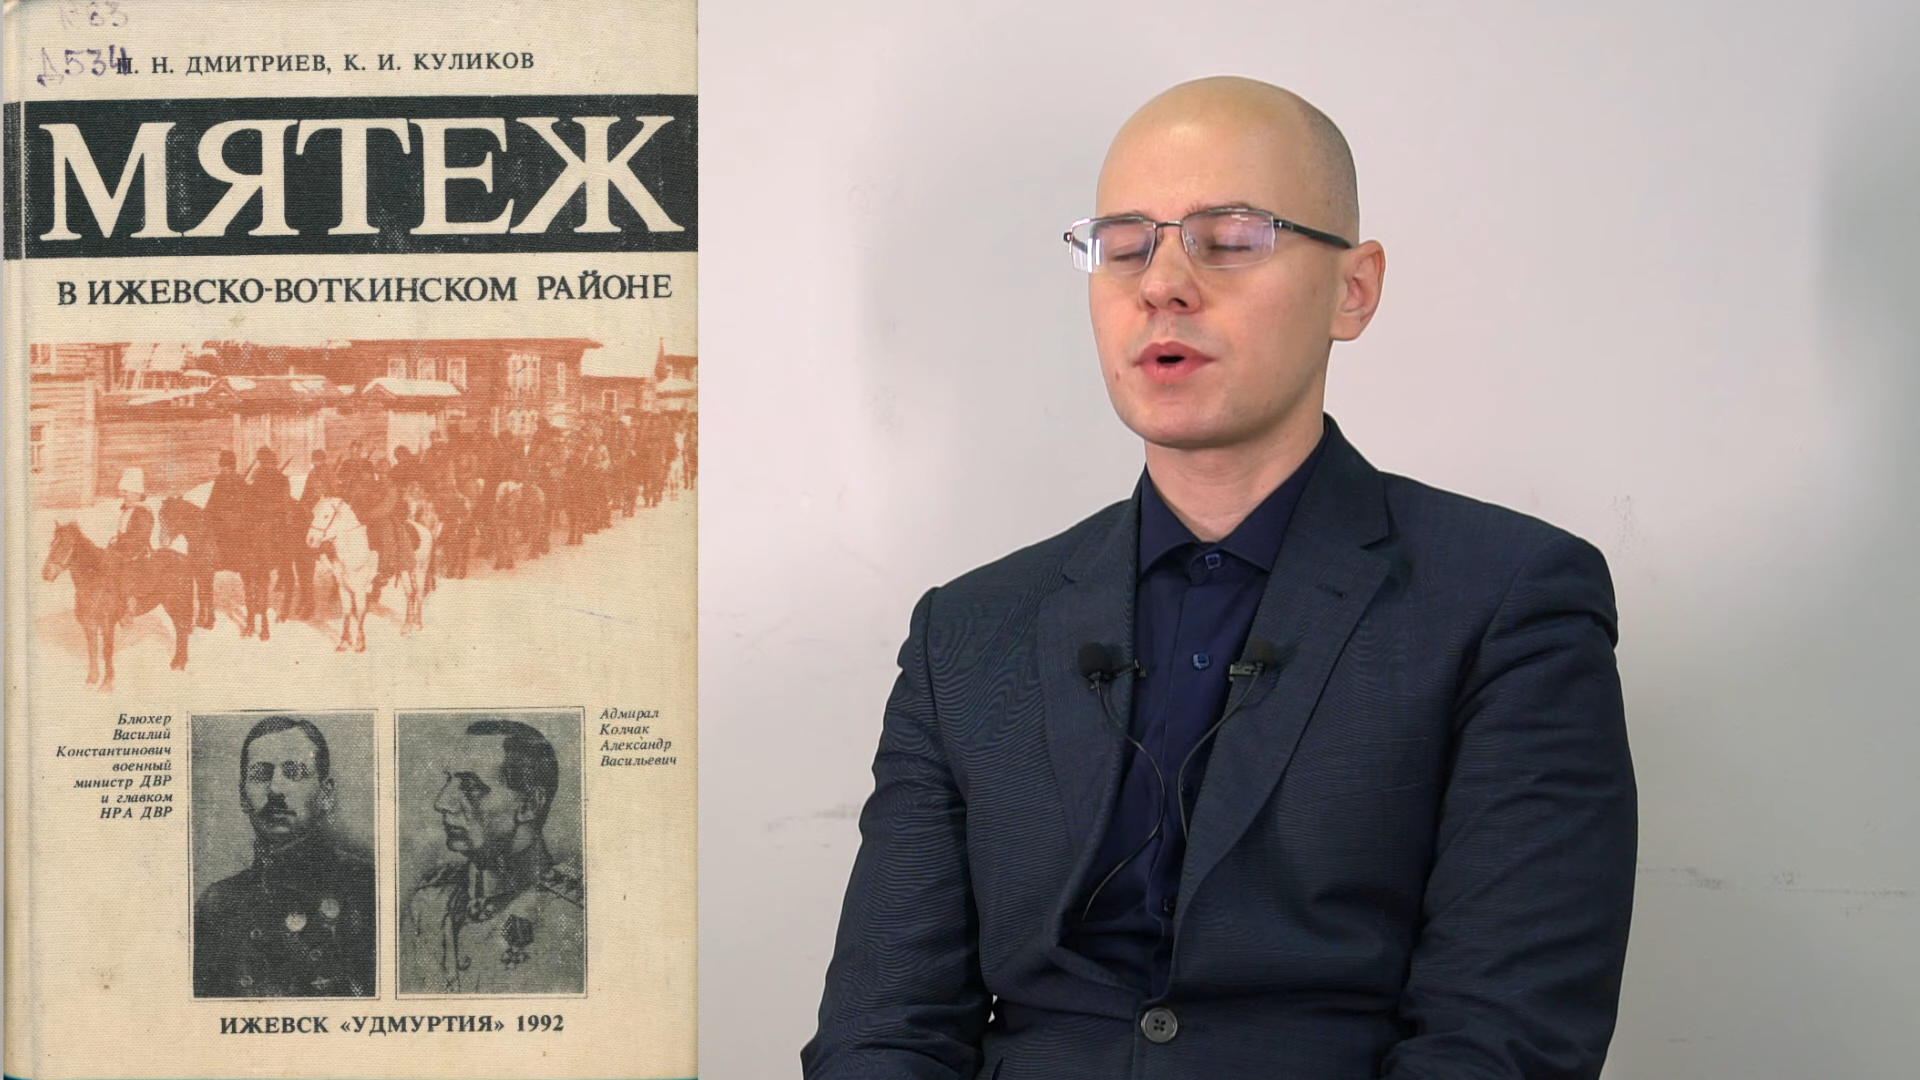 Д534
П. Н. ДМИТРИЕВ, К. И. КУЛИКОВ
МЯТЕЖ
В ИЖЕВСКО-ВОТКИНСКОМ РАЙОНЕ
Блюхер
Василий
Константинович
военный
министр ДВР
и главком
НРА ДВР
Адмирал
Колчак
Александр
Васильевич
ИЖЕВСК «УДМУРТИЯ» 1992